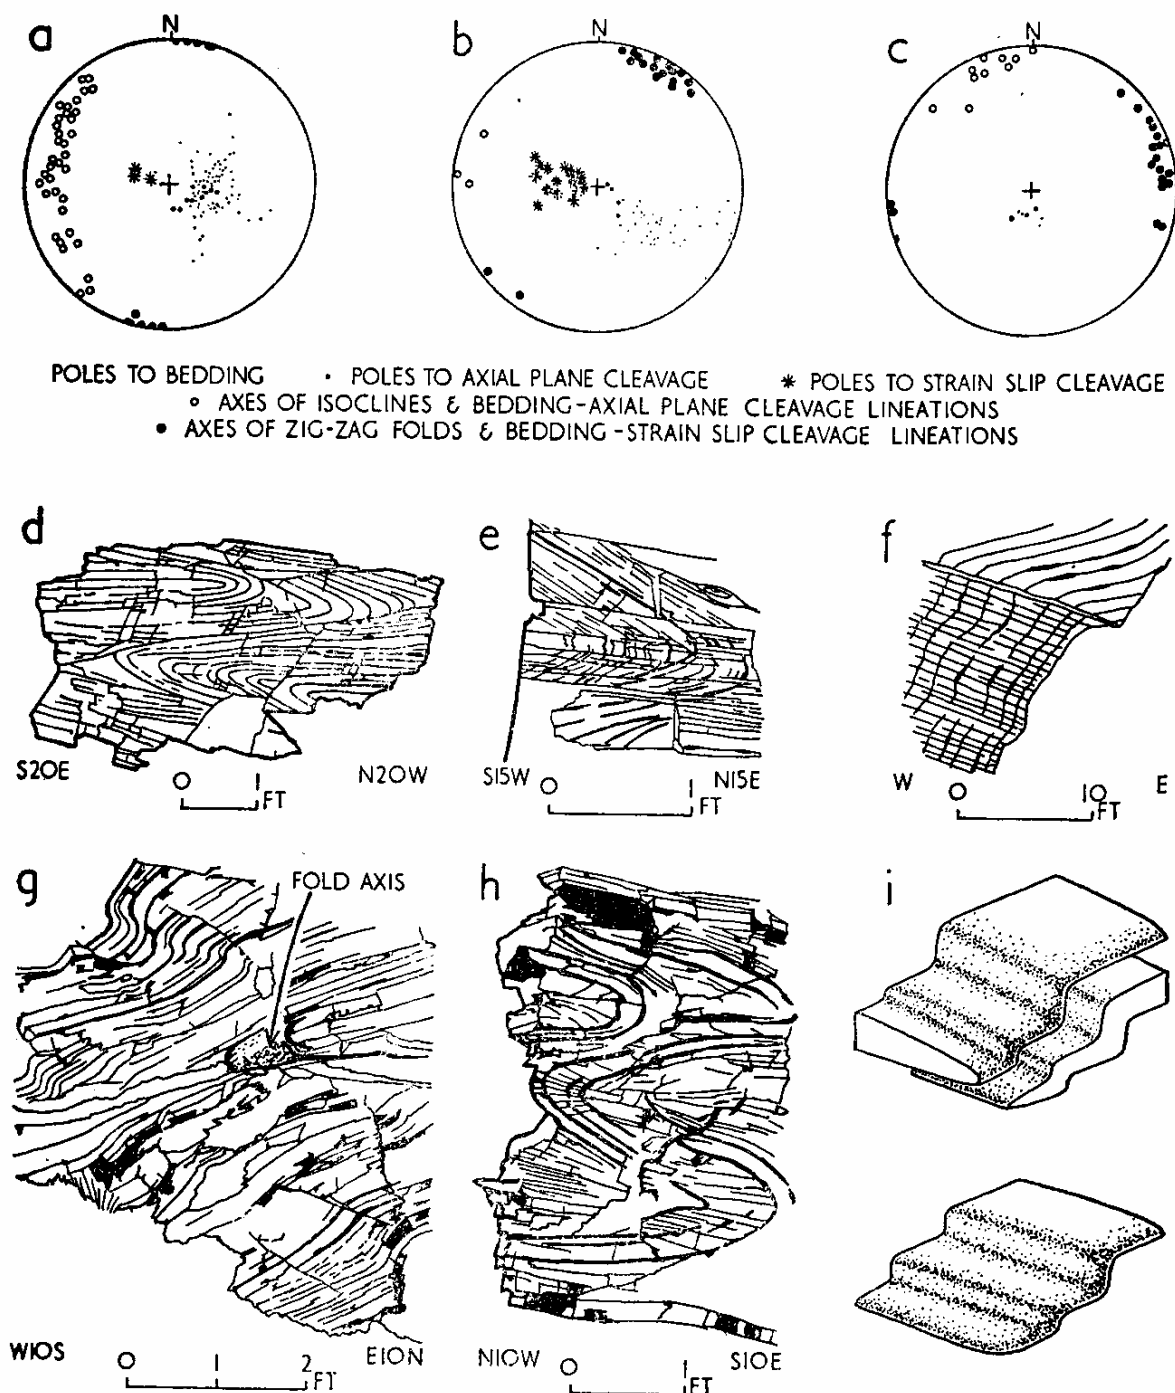 a N b N c N
POLES TO BEDDING · POLES TO AXIAL PLANE CLEAVAGE * POLES TO STRAIN SLIP CLEAVAGE
o AXES OF ISOCLINES & BEDDING-AXIAL PLANE CLEAVAGE LINEATIONS
● AXES OF ZIG-ZAG FOLDS & BEDDING-STRAIN SLIP CLEAVAGE LINEATIONS
d e f
S20E 0 1 FT N20W
S15W 0 1 FT N15E
W 0 10 FT E
g FOLD AXIS h i
W10S 0 1 2 FT E10N
N10W 0 1 FT S10E